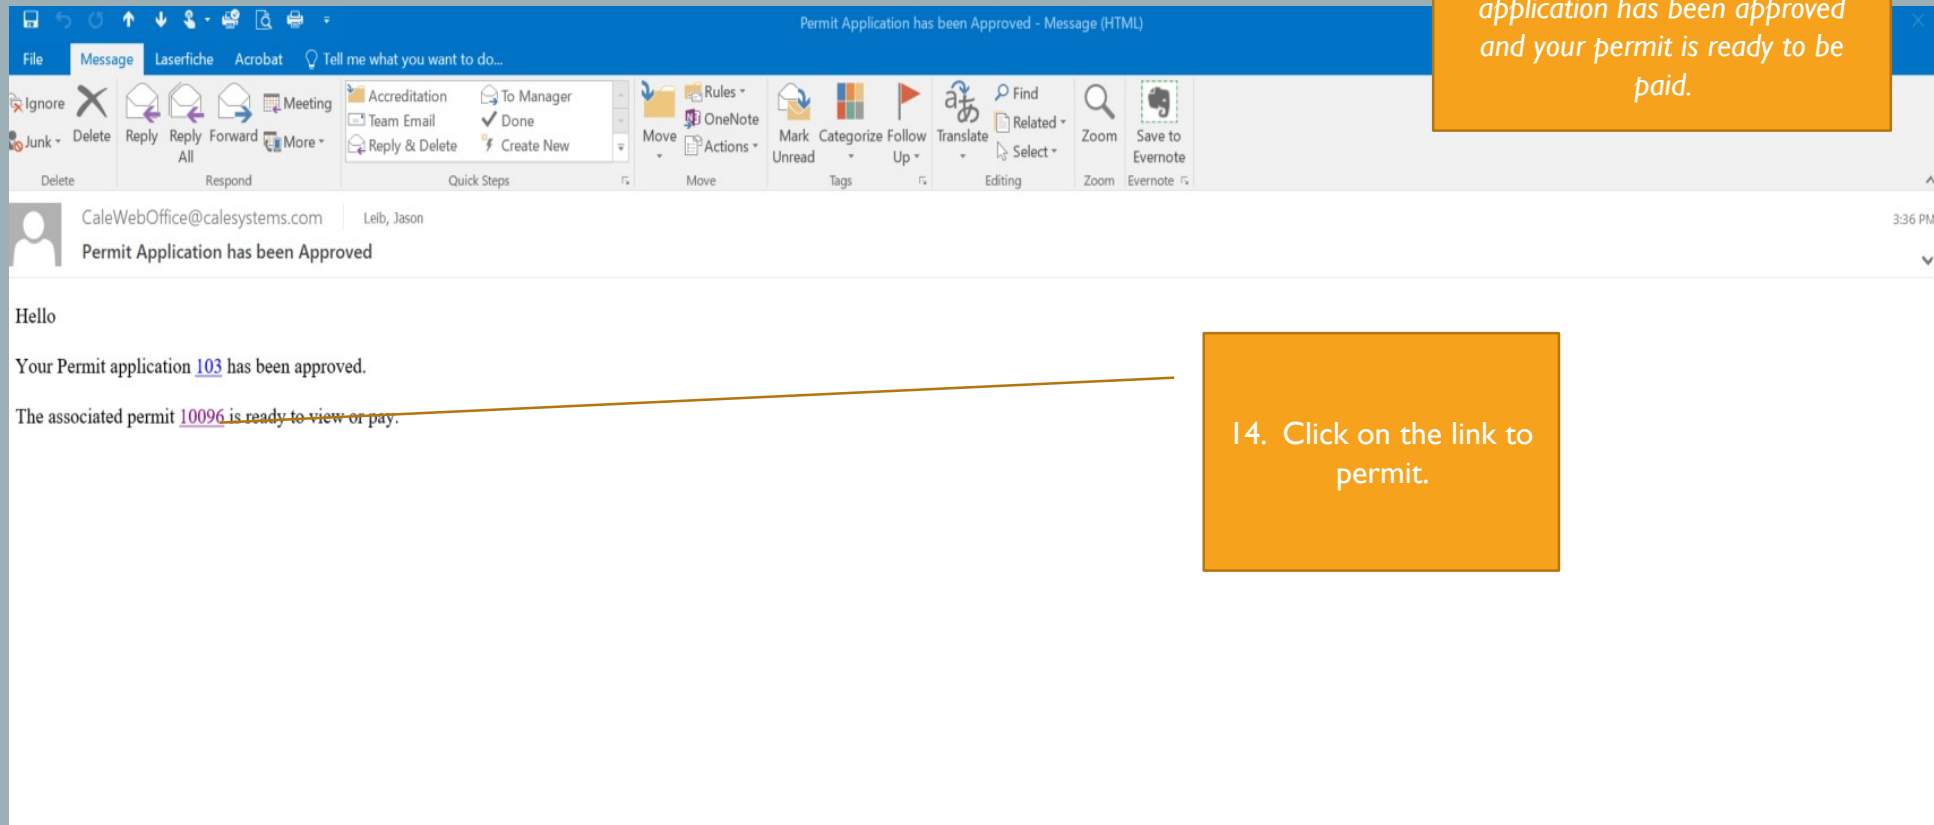 application has been approved
and your permit is ready to be
paid.
Permit Application has been Approved - Message (HTML)
File Message Laserfiche Acrobat Tell me what you want to do...
Ignore
Junk
Delete
Reply
Reply All
Forward
Meeting
More
Accreditation
Team Email
Reply & Delete
To Manager
Done
Create New
Move
Rules
OneNote
Actions
Mark Unread
Categorize
Follow Up
Translate
Find
Related
Select
Zoom
Save to Evernote
Delete Respond Quick Steps Move Tags Editing Zoom Evernote
CaleWebOffice@calesystems.com Leib, Jason
3:36 PM
Permit Application has been Approved
Hello
Your Permit application 103 has been approved.
The associated permit 10096 is ready to view or pay.
14. Click on the link to
permit.